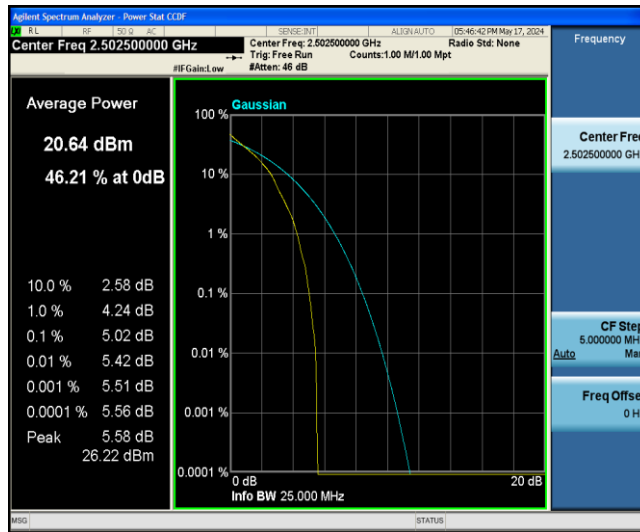 Agilent Spectrum Analyzer - Power Stat CCDF
LXI RL RF 50 Ω AC SENSE:INT ALIGNAUTO 05:46:42 PM May 17, 2024
Center Freq 2.502500000 GHz
Center Freq: 2.502500000 GHz
Radio Std: None
Trig: Free Run
Counts:1.00 M/1.00 Mpt
#IFGain:Low
#Atten: 46 dB
Frequency
Average Power
20.64 dBm
46.21 % at 0dB
10.0 % 2.58 dB
1.0 % 4.24 dB
0.1 % 5.02 dB
0.01 % 5.42 dB
0.001 % 5.51 dB
0.0001 % 5.56 dB
Peak 5.58 dB
26.22 dBm
Gaussian
100 %
10 %
1 %
0.1 %
0.01 %
0.001 %
0.0001 %
0 dB
20 dB
Info BW 25.000 MHz
Center Freq
2.502500000 GH
CF Step
5.000000 MH
Auto Ma
Freq Offse
0 H
MSG
STATUS